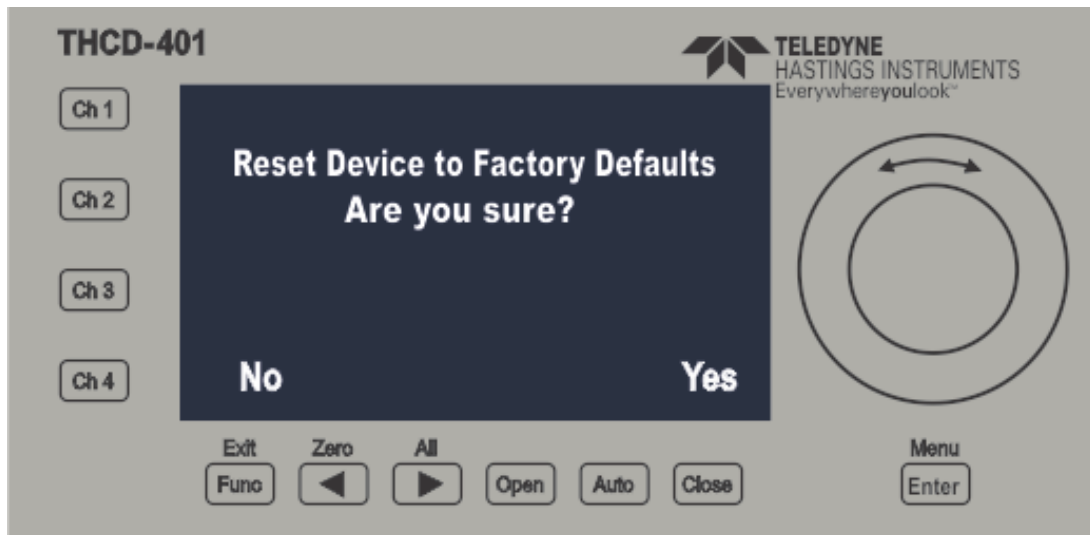 THCD-401
TELEDYNE
HASTINGS INSTRUMENTS
Everywhereyoulook™
Ch 1
Ch 2
Ch 3
Ch 4
Reset Device to Factory Defaults
Are you sure?
No Yes
Exit Zero All Menu
Func ◀ ▶ Open Auto Close Enter